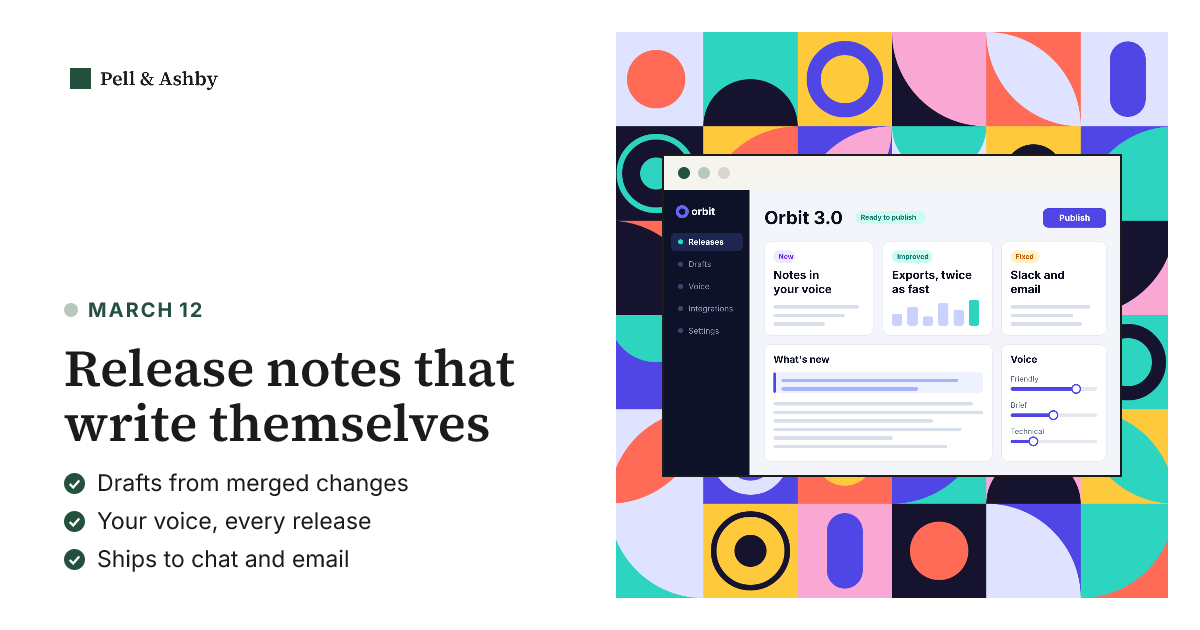 Pell & Ashby
MARCH 12
Release notes that
write themselves
Drafts from merged changes
Your voice, every release
Ships to chat and email
orbit
Releases
Drafts
Voice
Integrations
Settings
Orbit 3.0
Ready to publish
Publish
New
Notes in
your voice
Improved
Exports, twice
as fast
Fixed
Slack and
email
What's new
Voice
Friendly
Brief
Technical